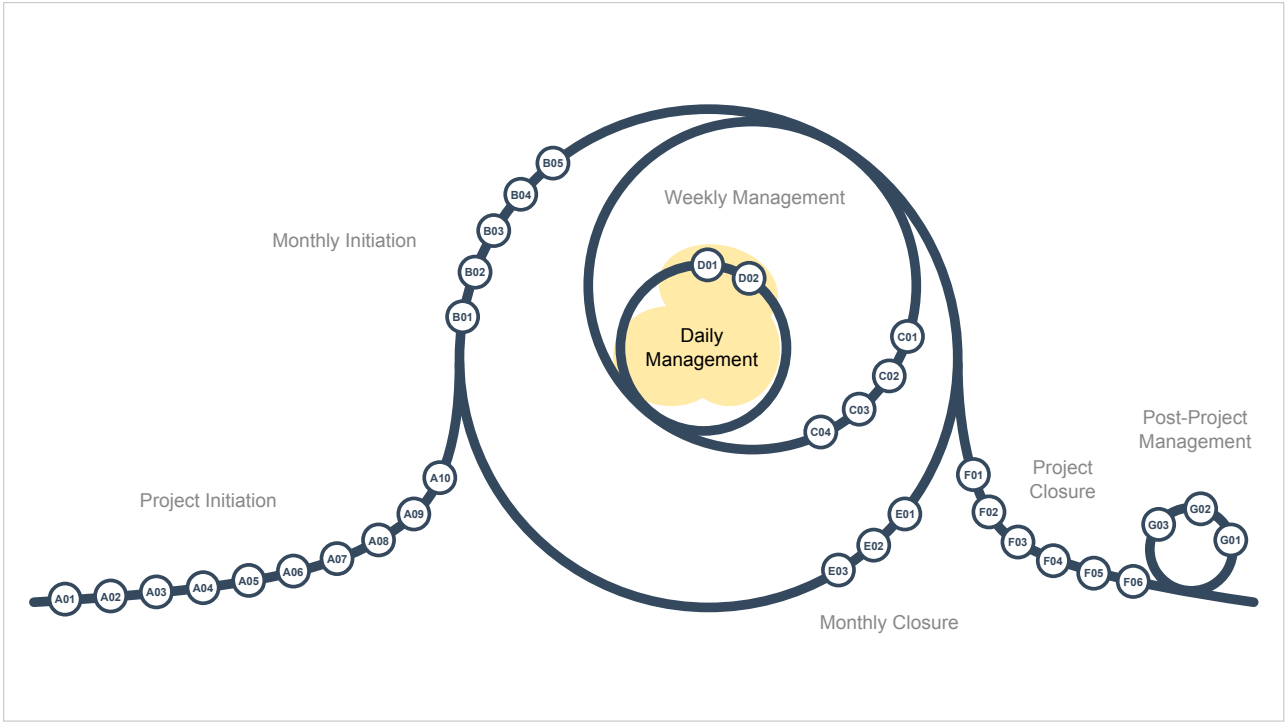 Project Initiation
A01
A02
A03
A04
A05
A06
A07
A08
A09
A10
Monthly Initiation
B01
B02
B03
B04
B05
Weekly Management
C01
C02
C03
C04
Daily
Management
D01
D02
Monthly Closure
E01
E02
E03
Project
Closure
F01
F02
F03
F04
F05
F06
Post-Project
Management
G01
G02
G03